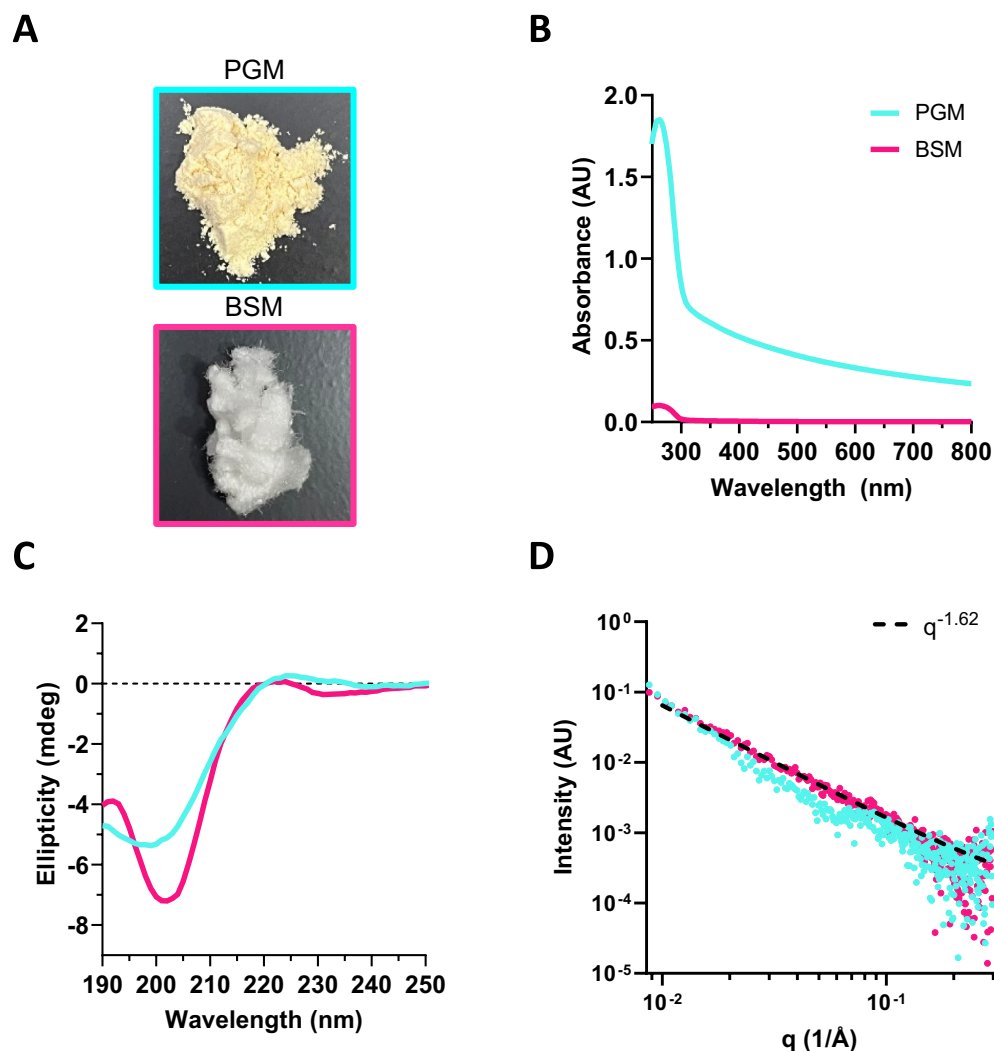 A
PGM
BSM
B
2.0
1.5
1.0
0.5
0.0
Absorbance (AU)
300 400 500 600 700 800
Wavelength (nm)
PGM
BSM
C
2
0
-2
-4
-6
-8
Ellipticity (mdeg)
190 200 210 220 230 240 250
Wavelength (nm)
D
10⁰
10⁻¹
10⁻²
10⁻³
10⁻⁴
10⁻⁵
Intensity (AU)
10⁻² 10⁻¹
q (1/Å)
q⁻¹·⁶²